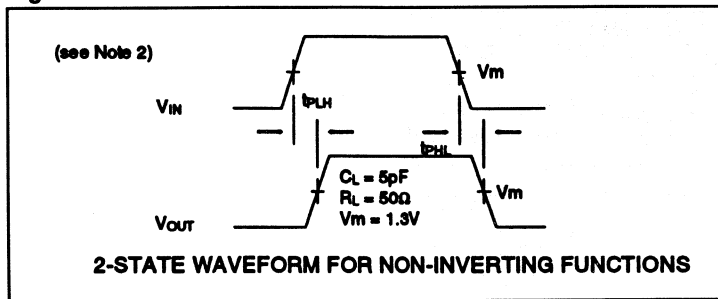 (see Note 2)
Vm
VIN
tPLH
tPHL
CL = 5pF
RL = 50Ω
Vm = 1.3V
Vm
VOUT
2-STATE WAVEFORM FOR NON-INVERTING FUNCTIONS